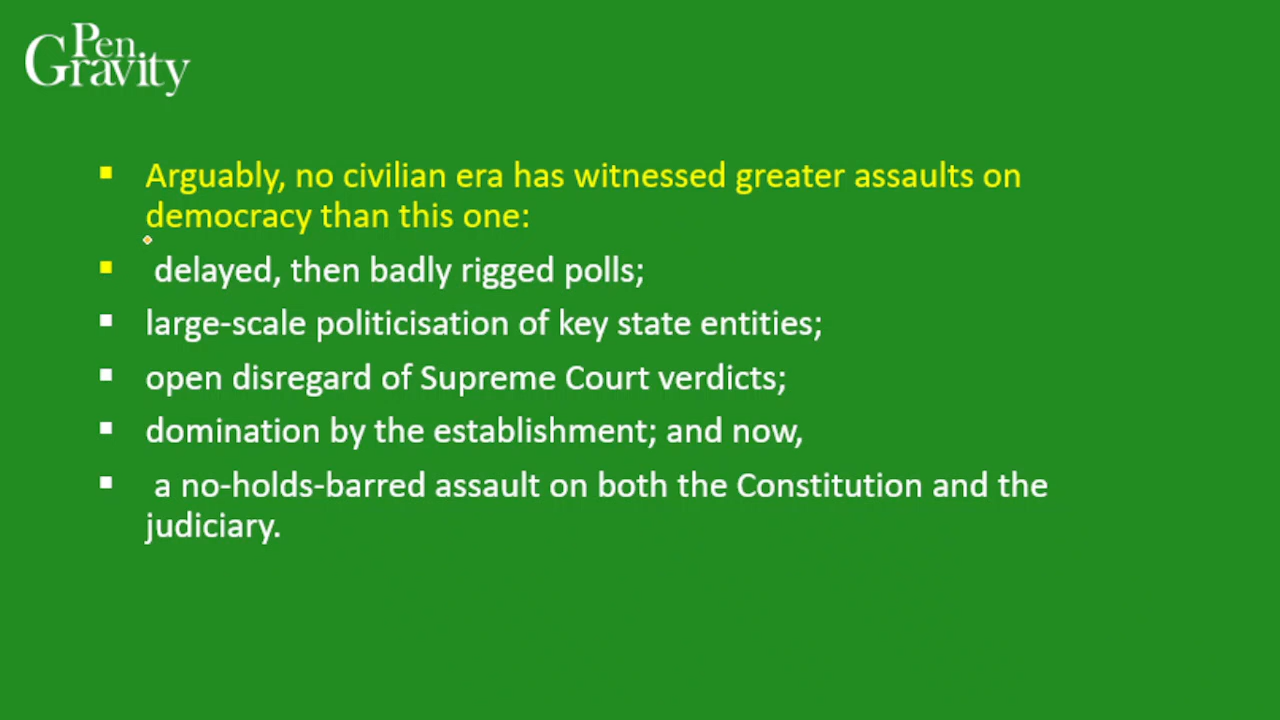 Pen
Gravity
Arguably, no civilian era has witnessed greater assaults on
democracy than this one:
delayed, then badly rigged polls;
large-scale politicisation of key state entities;
open disregard of Supreme Court verdicts;
domination by the establishment; and now,
a no-holds-barred assault on both the Constitution and the
judiciary.